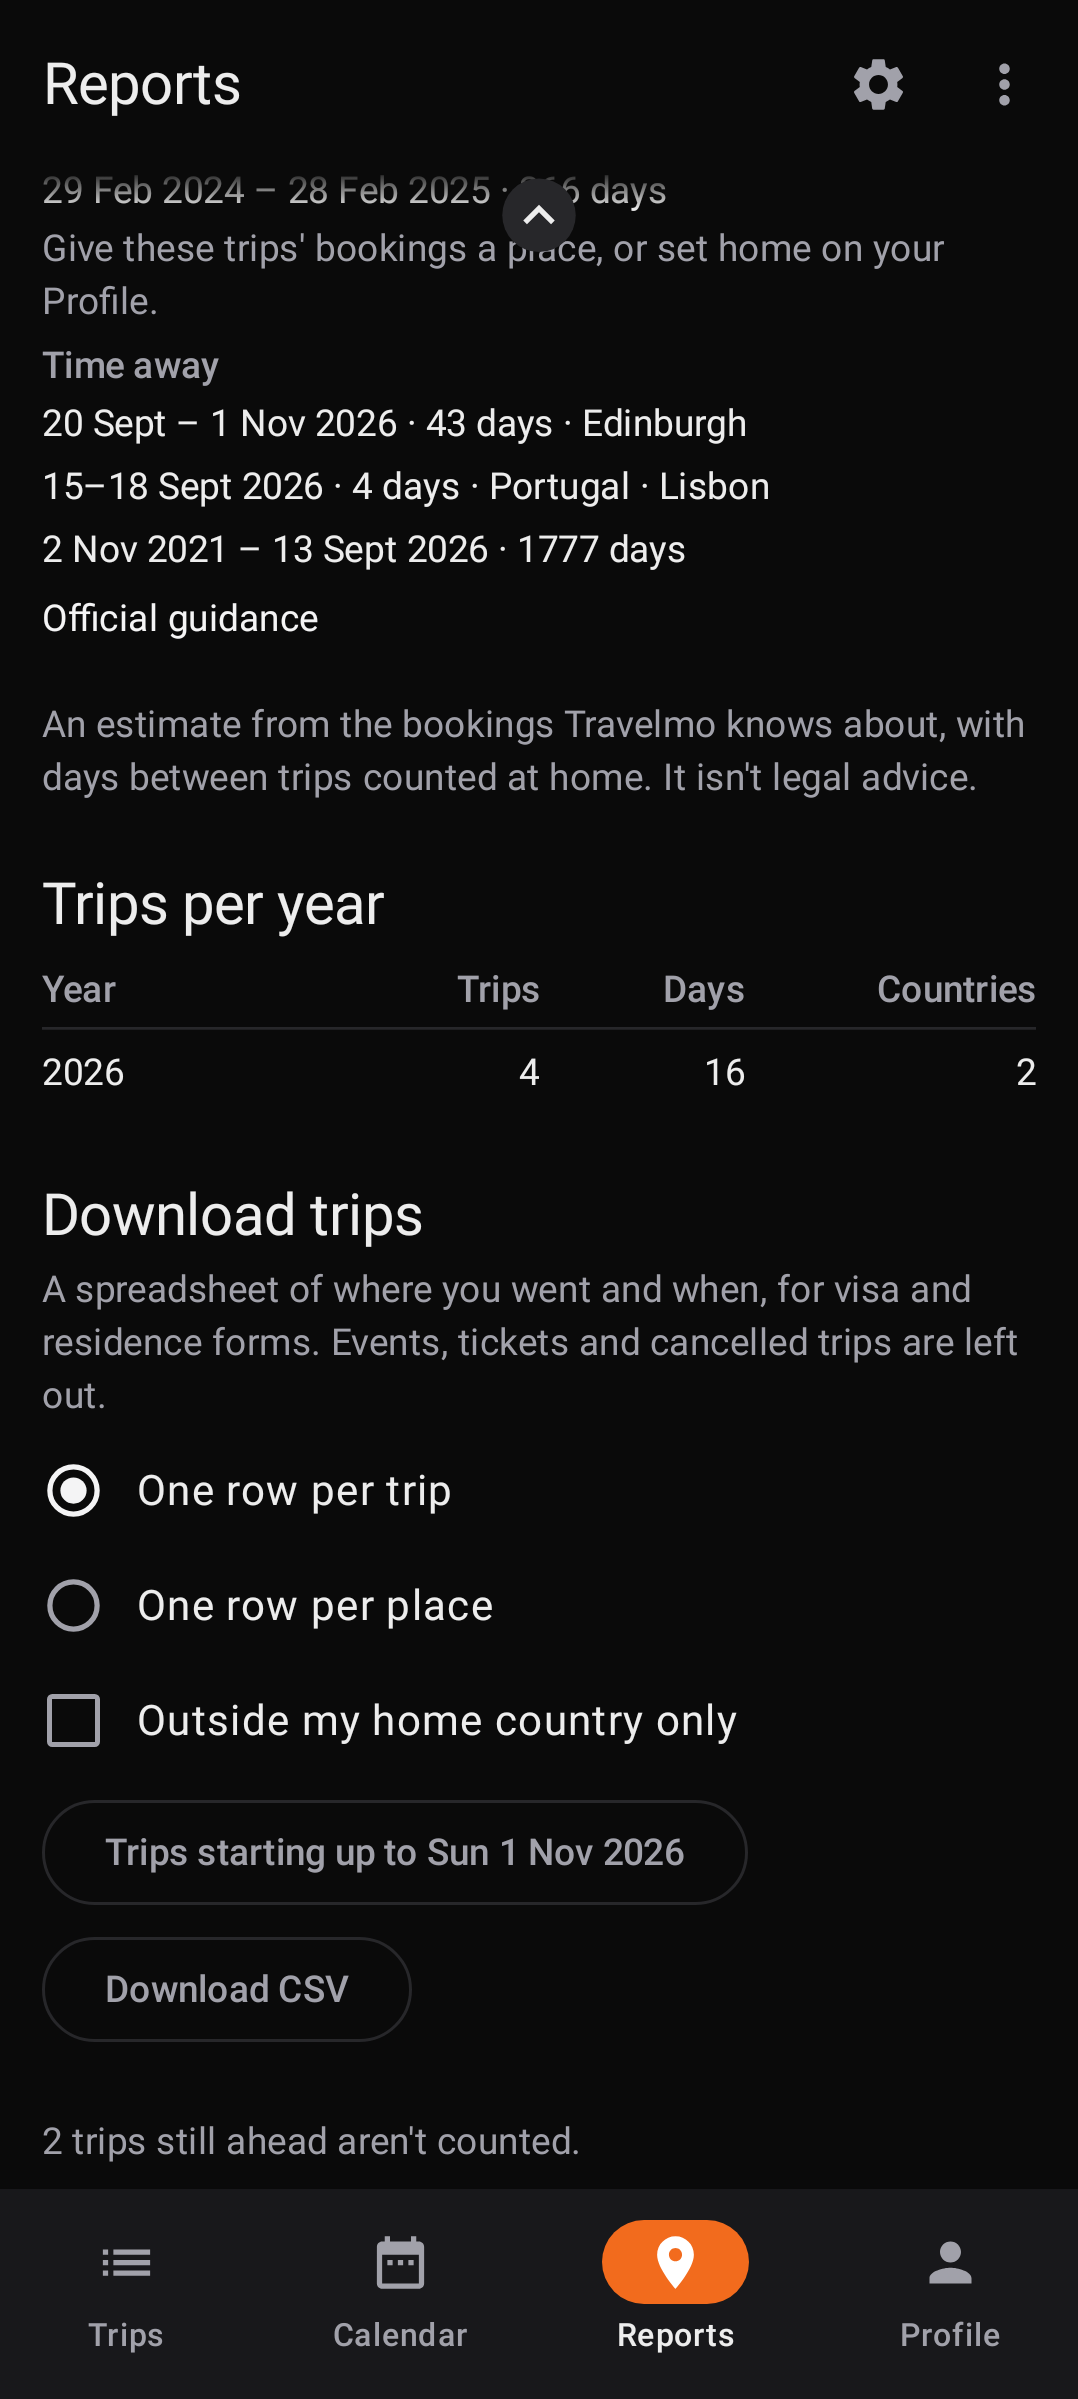 Reports
29 Feb 2024 – 28 Feb 2025 · 366 days
Give these trips' bookings a place, or set home on your
Profile.
Time away
20 Sept – 1 Nov 2026 · 43 days · Edinburgh
15–18 Sept 2026 · 4 days · Portugal · Lisbon
2 Nov 2021 – 13 Sept 2026 · 1777 days
Official guidance
An estimate from the bookings Travelmo knows about, with
days between trips counted at home. It isn't legal advice.
Trips per year
Year Trips Days Countries
2026 4 16 2
Download trips
A spreadsheet of where you went and when, for visa and
residence forms. Events, tickets and cancelled trips are left
out.
One row per trip
One row per place
Outside my home country only
Trips starting up to Sun 1 Nov 2026
Download CSV
2 trips still ahead aren't counted.
Trips Calendar Reports Profile